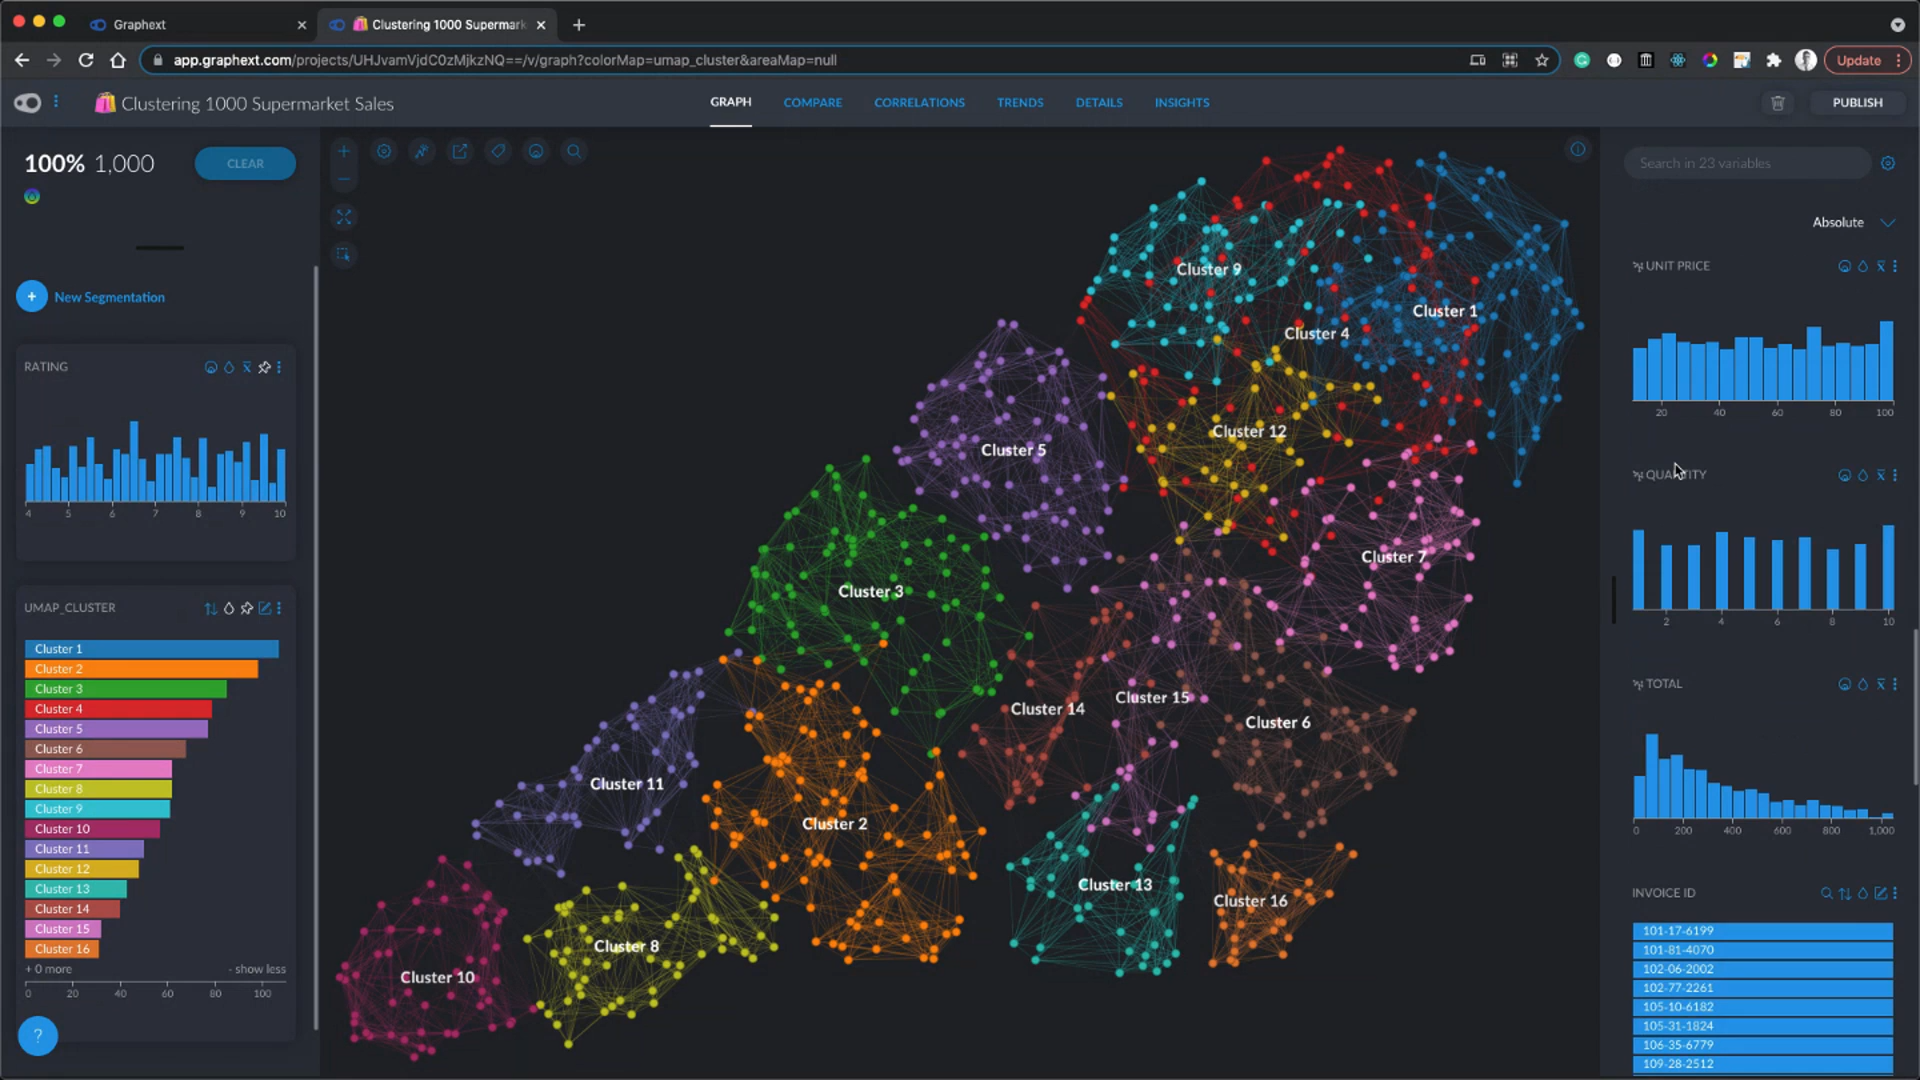 Graphext
Clustering 1000 Supermark
app.graphext.com/projects/UHJvamVjdC0zMjkzNQ==/v/graph?colorMap=umap_cluster&areaMap=null
Update
Clustering 1000 Supermarket Sales
GRAPH
COMPARE
CORRELATIONS
TRENDS
DETAILS
INSIGHTS
PUBLISH
100% 1,000
CLEAR
New Segmentation
RATING
4 5 6 7 8 9 10
UMAP_CLUSTER
Cluster 1
Cluster 2
Cluster 3
Cluster 4
Cluster 5
Cluster 6
Cluster 7
Cluster 8
Cluster 9
Cluster 10
Cluster 11
Cluster 12
Cluster 13
Cluster 14
Cluster 15
Cluster 16
+ 0 more
- show less
0 20 40 60 80 100
?
Cluster 9
Cluster 1
Cluster 4
Cluster 12
Cluster 5
Cluster 7
Cluster 3
Cluster 15
Cluster 14
Cluster 6
Cluster 11
Cluster 2
Cluster 13
Cluster 16
Cluster 8
Cluster 10
Search in 23 variables
Absolute
UNIT PRICE
20 40 60 80 100
QUANTITY
2 4 6 8 10
TOTAL
0 200 400 600 800 1,000
INVOICE ID
101-17-6199
101-81-4070
102-06-2002
102-77-2261
105-10-6182
105-31-1824
106-35-6779
109-28-2512